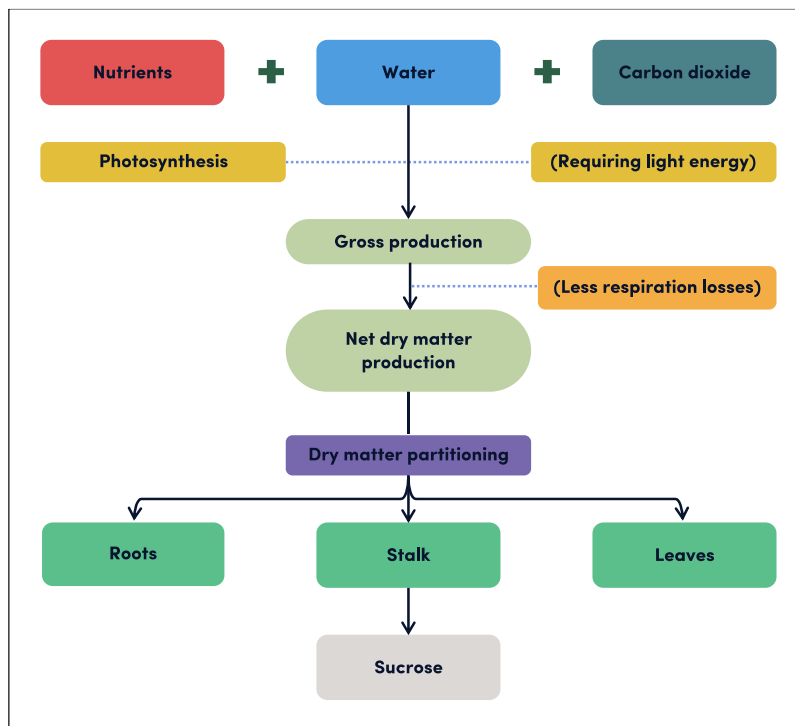 Nutrients
Water
Carbon dioxide
Photosynthesis
(Requiring light energy)
Gross production
(Less respiration losses)
Net dry matter
production
Dry matter partitioning
Roots
Stalk
Leaves
Sucrose